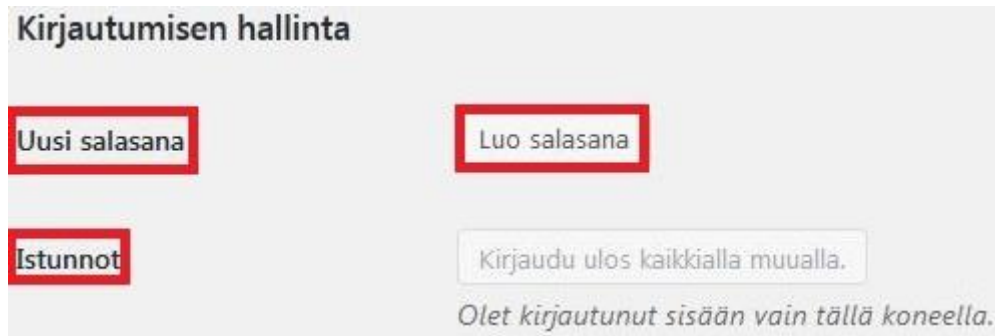 Kirjautumisen hallinta
Uusi salasana
Luo salasana
Istunnot
Kirjaudu ulos kaikkialla muualla.
Olet kirjautunut sisään vain tällä koneella.